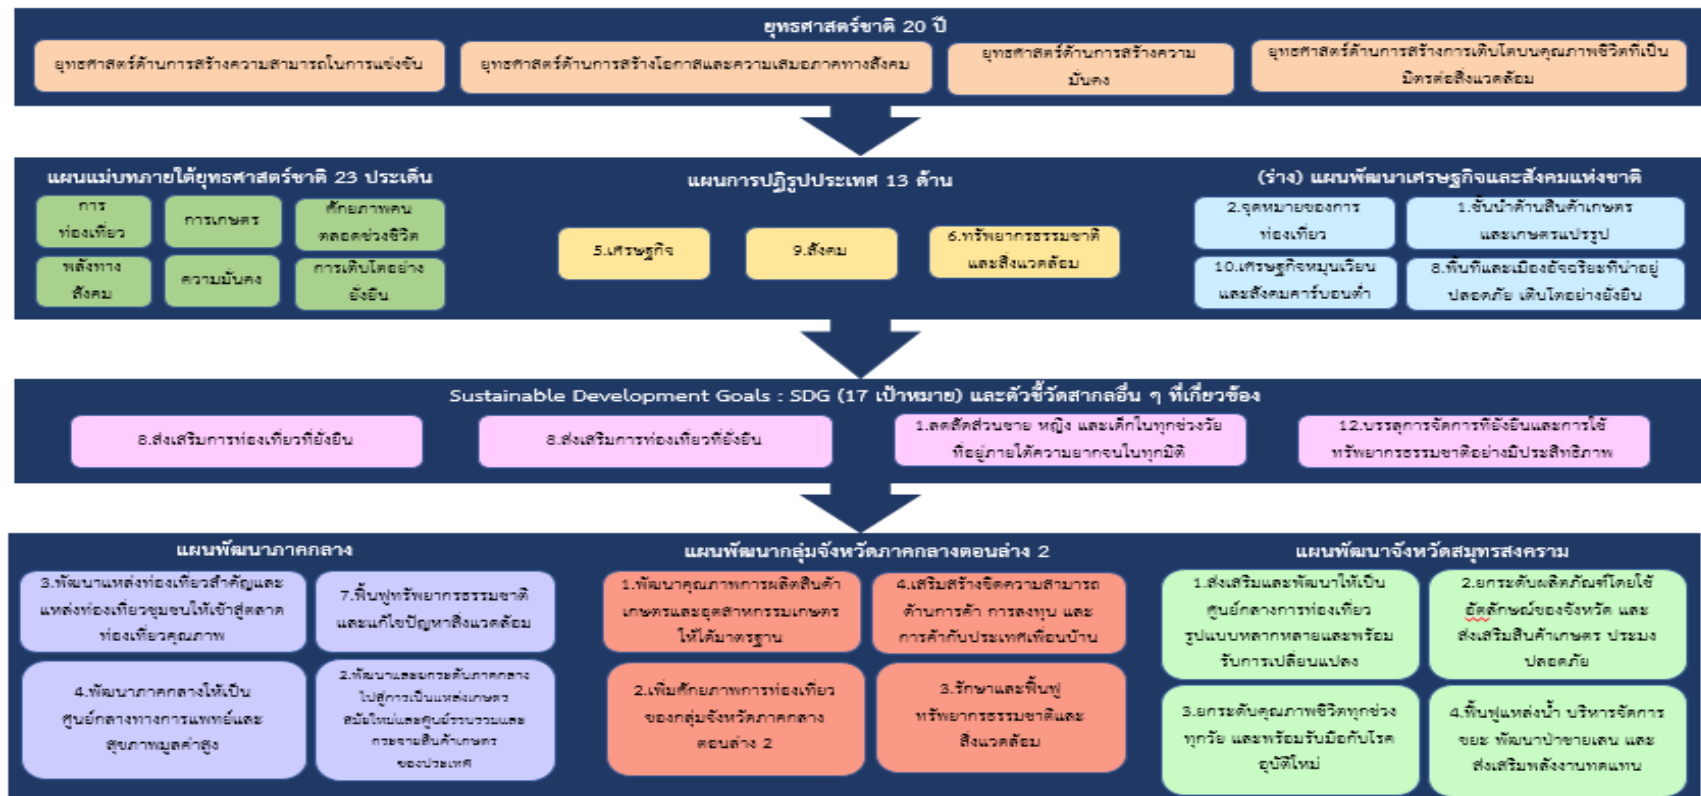 ยุทธศาสตร์ชาติ 20 ปี
ยุทธศาสตร์ด้านการสร้างความสามารถในการแข่งขัน
ยุทธศาสตร์ด้านการสร้างโอกาสและความเสมอภาคทางสังคม
ยุทธศาสตร์ด้านการสร้างความ
มั่นคง
ยุทธศาสตร์ด้านการสร้างการเติบโตบนคุณภาพชีวิตที่เป็น
มิตรต่อสิ่งแวดล้อม
แผนแม่บทภายใต้ยุทธศาสตร์ชาติ 23 ประเด็น
การ
ท่องเที่ยว
การเกษตร
ศักยภาพคน
ตลอดช่วงชีวิต
พลังทาง
สังคม
ความมั่นคง
การเติบโตอย่าง
ยั่งยืน
แผนการปฏิรูปประเทศ 13 ด้าน
5.เศรษฐกิจ
9.สังคม
6.ทรัพยากรธรรมชาติ
และสิ่งแวดล้อม
(ร่าง) แผนพัฒนาเศรษฐกิจและสังคมแห่งชาติ
2.จุดหมายของการ
ท่องเที่ยว
1.ชั้นนำด้านสินค้าเกษตร
และเกษตรแปรรูป
10.เศรษฐกิจหมุนเวียน
และสังคมคาร์บอนต่ำ
8.พื้นที่และเมืองอัจฉริยะที่น่าอยู่
ปลอดภัย เติบโตอย่างยั่งยืน
Sustainable Development Goals : SDG (17 เป้าหมาย) และตัวชี้วัดสากลอื่น ๆ ที่เกี่ยวข้อง
8.ส่งเสริมการท่องเที่ยวที่ยั่งยืน
8.ส่งเสริมการท่องเที่ยวที่ยั่งยืน
1.ลดสัดส่วนชาย หญิง และเด็กในทุกช่วงวัย
ที่อยู่ภายใต้ความยากจนในทุกมิติ
12.บรรลุการจัดการที่ยั่งยืนและการใช้
ทรัพยากรธรรมชาติอย่างมีประสิทธิภาพ
แผนพัฒนาภาคกลาง
3.พัฒนาแหล่งท่องเที่ยวสำคัญและ
แหล่งท่องเที่ยวชุมชนให้เข้าสู่ตลาด
ท่องเที่ยวคุณภาพ
7.ฟื้นฟูทรัพยากรธรรมชาติ
และแก้ไขปัญหาสิ่งแวดล้อม
4.พัฒนาภาคกลางให้เป็น
ศูนย์กลางทางการแพทย์และ
สุขภาพมูลค่าสูง
2.พัฒนาและยกระดับภาคกลาง
ไปสู่การเป็นแหล่งเกษตร
สมัยใหม่และศูนย์รวบรวมและ
กระจายสินค้าเกษตร
ของประเทศ
แผนพัฒนากลุ่มจังหวัดภาคกลางตอนล่าง 2
1.พัฒนาคุณภาพการผลิตสินค้า
เกษตรและอุตสาหกรรมเกษตร
ให้ได้มาตรฐาน
4.เสริมสร้างขีดความสามารถ
ด้านการค้า การลงทุน และ
การค้ากับประเทศเพื่อนบ้าน
2.เพิ่มศักยภาพการท่องเที่ยว
ของกลุ่มจังหวัดภาคกลาง
ตอนล่าง 2
3.รักษาและฟื้นฟู
ทรัพยากรธรรมชาติและ
สิ่งแวดล้อม
แผนพัฒนาจังหวัดสมุทรสงคราม
1.ส่งเสริมและพัฒนาให้เป็น
ศูนย์กลางการท่องเที่ยว
รูปแบบหลากหลายและพร้อม
รับการเปลี่ยนแปลง
2.ยกระดับผลิตภัณฑ์โดยใช้
อัตลักษณ์ของจังหวัด และ
ส่งเสริมสินค้าเกษตร ประมง
ปลอดภัย
3.ยกระดับคุณภาพชีวิตทุกช่วง
ทุกวัย และพร้อมรับมือกับโรค
อุบัติใหม่
4.ฟื้นฟูแหล่งน้ำ บริหารจัดการ
ขยะ พัฒนาป่าชายเลน และ
ส่งเสริมพลังงานทดแทน